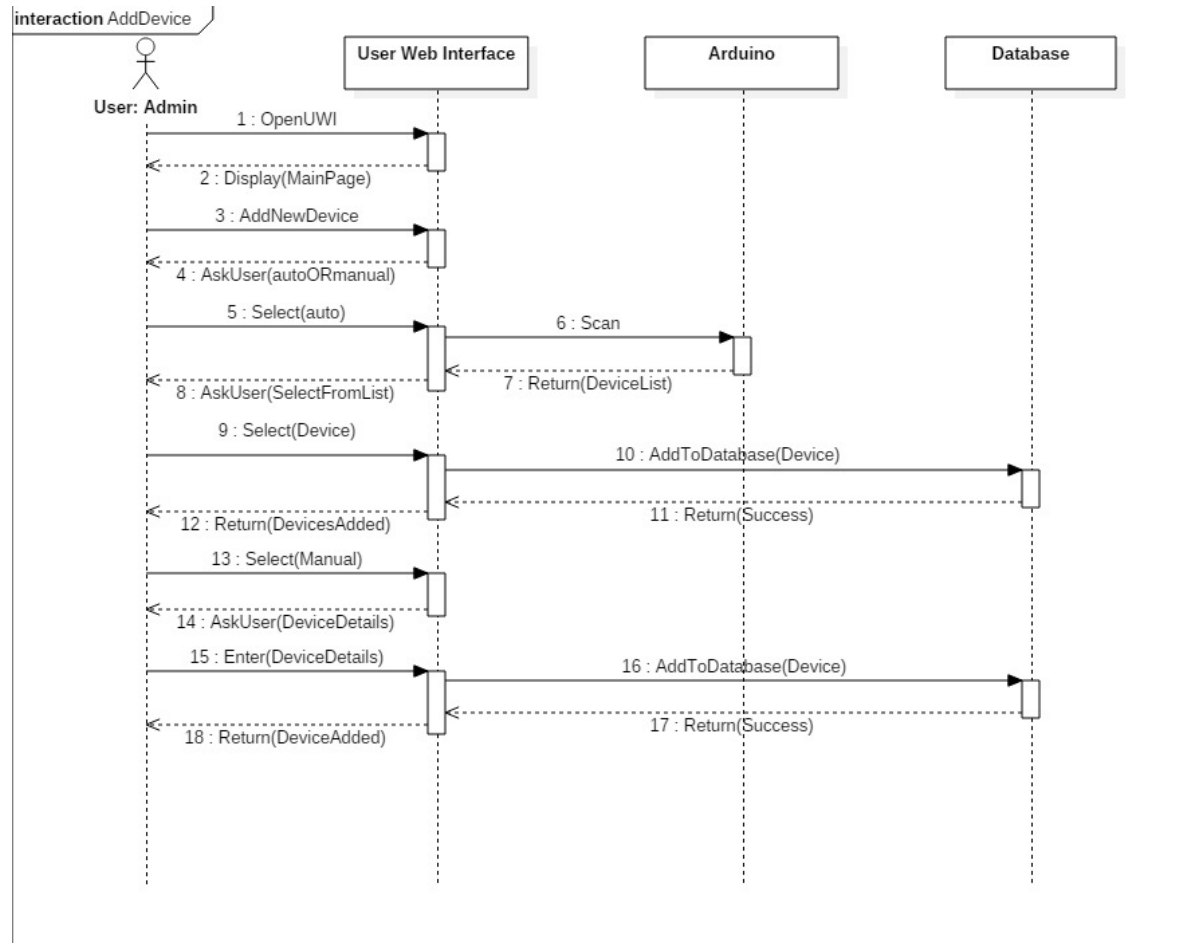 interaction AddDevice
User Web Interface
Arduino
Database
User: Admin
1 : OpenUWI
2 : Display(MainPage)
3 : AddNewDevice
4 : AskUser(autoORmanual)
5 : Select(auto)
6 : Scan
7 : Return(DeviceList)
8 : AskUser(SelectFromList)
9 : Select(Device)
10 : AddToDatabase(Device)
11 : Return(Success)
12 : Return(DevicesAdded)
13 : Select(Manual)
14 : AskUser(DeviceDetails)
15 : Enter(DeviceDetails)
16 : AddToDatabase(Device)
17 : Return(Success)
18 : Return(DeviceAdded)